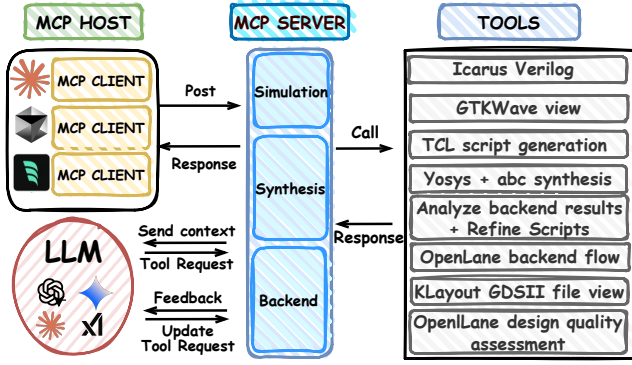 MCP HOST
MCP SERVER
TOOLS
MCP CLIENT
MCP CLIENT
MCP CLIENT
Post
Response
Simulation
Synthesis
Backend
Call
Response
LLM
Send context
Tool Request
Feedback
Update
Tool Request
Icarus Verilog
GTKWave view
TCL script generation
Yosys + abc synthesis
Analyze backend results
+ Refine Scripts
OpenLane backend flow
KLayout GDSII file view
OpenlLane design quality
assessment